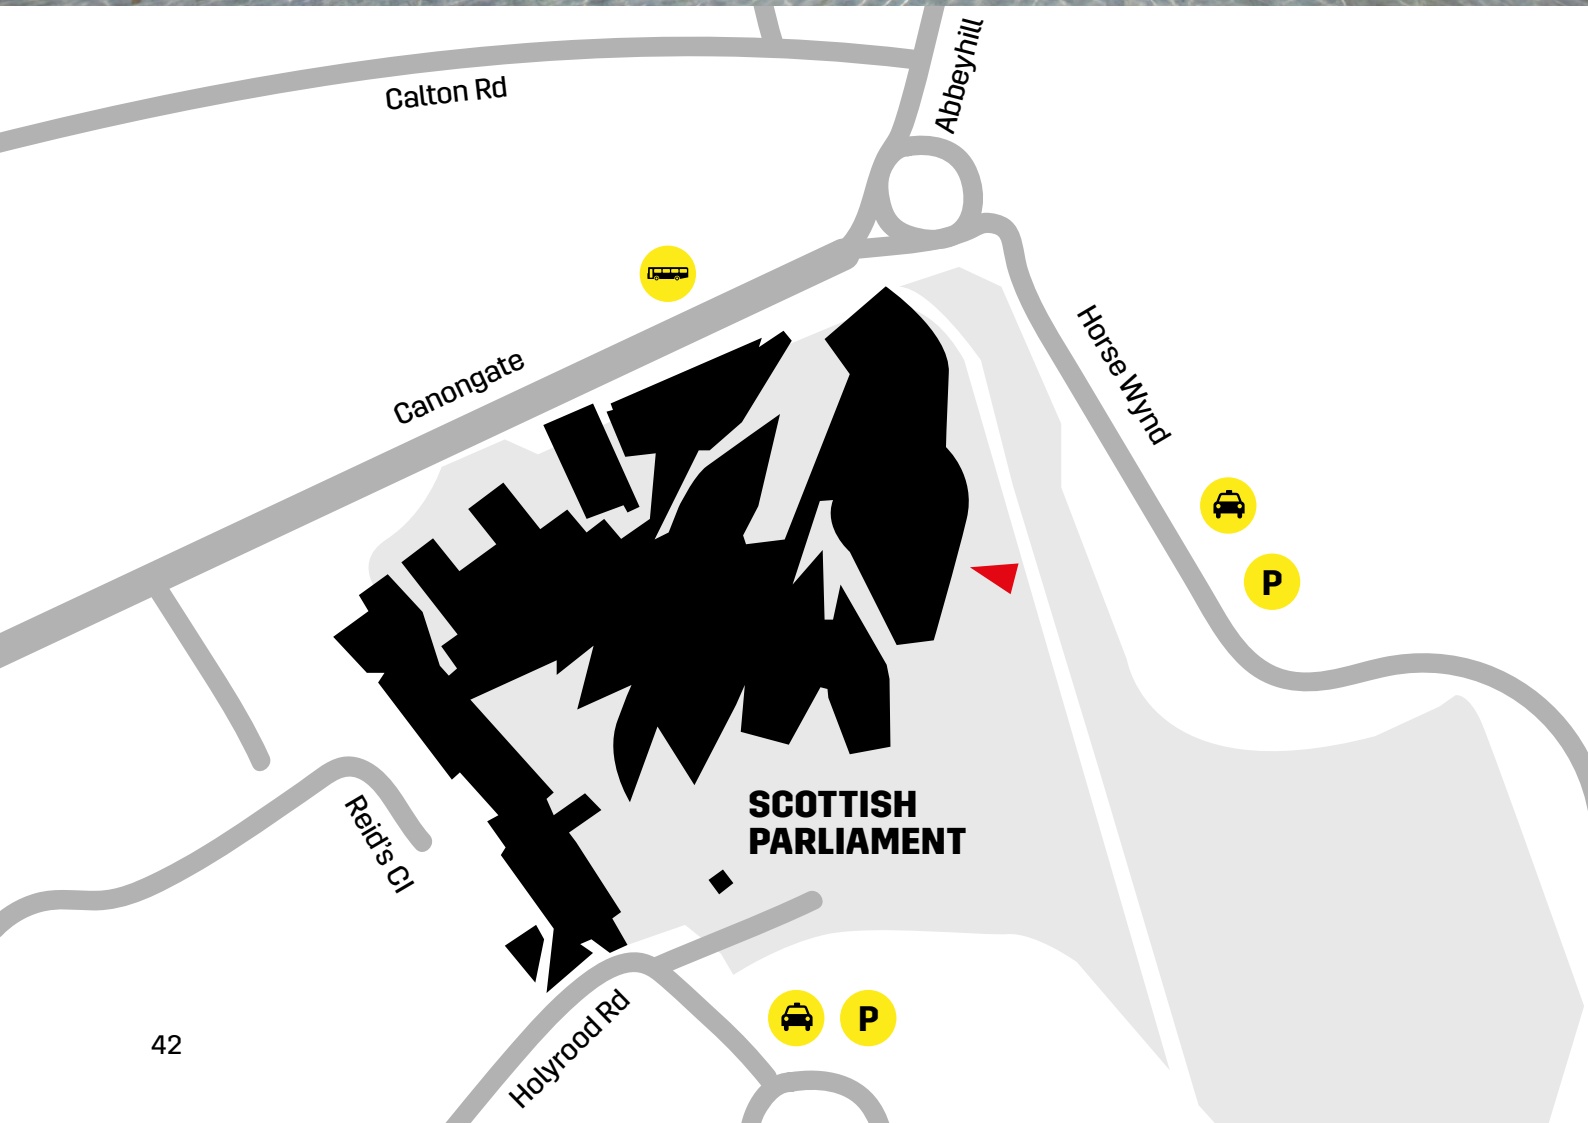 Calton Rd
Abbeyhill
Canongate
Horse Wynd
P
Reid's Cl
SCOTTISH
PARLIAMENT
Holyrood Rd
P
42